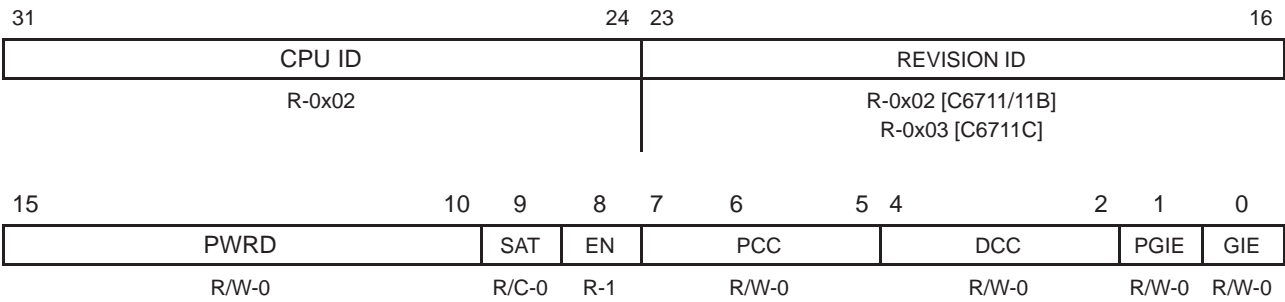 31 24 23 16
CPU ID REVISION ID
R-0x02 R-0x02 [C6711/11B]
R-0x03 [C6711C]
15 10 9 8 7 6 5 4 2 1 0
PWRD SAT EN PCC DCC PGIE GIE
R/W-0 R/C-0 R-1 R/W-0 R/W-0 R/W-0 R/W-0